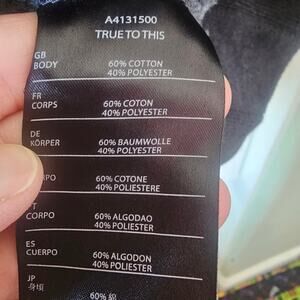 A4131500
TRUE TO THIS
GB
BODY
60% COTTON
40% POLYESTER
FR
CORPS
60% COTON
40% POLYESTER
DE
KÖRPER
60% BAUMWOLLE
40% POLYESTER
60% COTONE
40% POLIESTERE
CORPO
60% ALGODAO
40% POLIESTER
ES
CUERPO
60% ALGODON
40% POLIESTER
JP
身頃
60% 綿